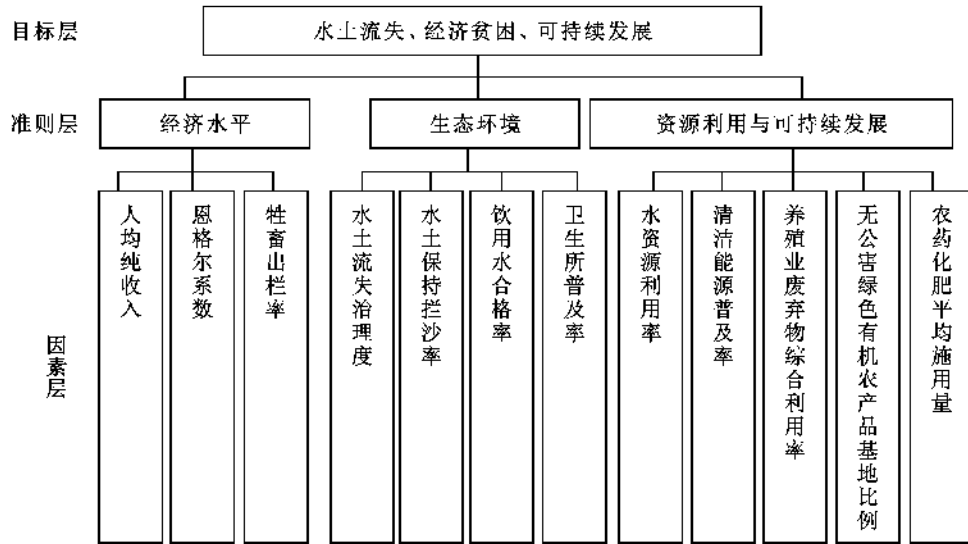 目标层
水土流失、经济贫困、可持续发展
准则层
经济水平
生态环境
资源利用与可持续发展
因素层
人均纯收入
恩格尔系数
牲畜出栏率
水土流失治理度
水土保持拦沙率
饮用水合格率
卫生所普及率
水资源利用率
清洁能源普及率
养殖业废弃物综合利用率
无公害绿色有机农产品基地比例
农药化肥平均施用量